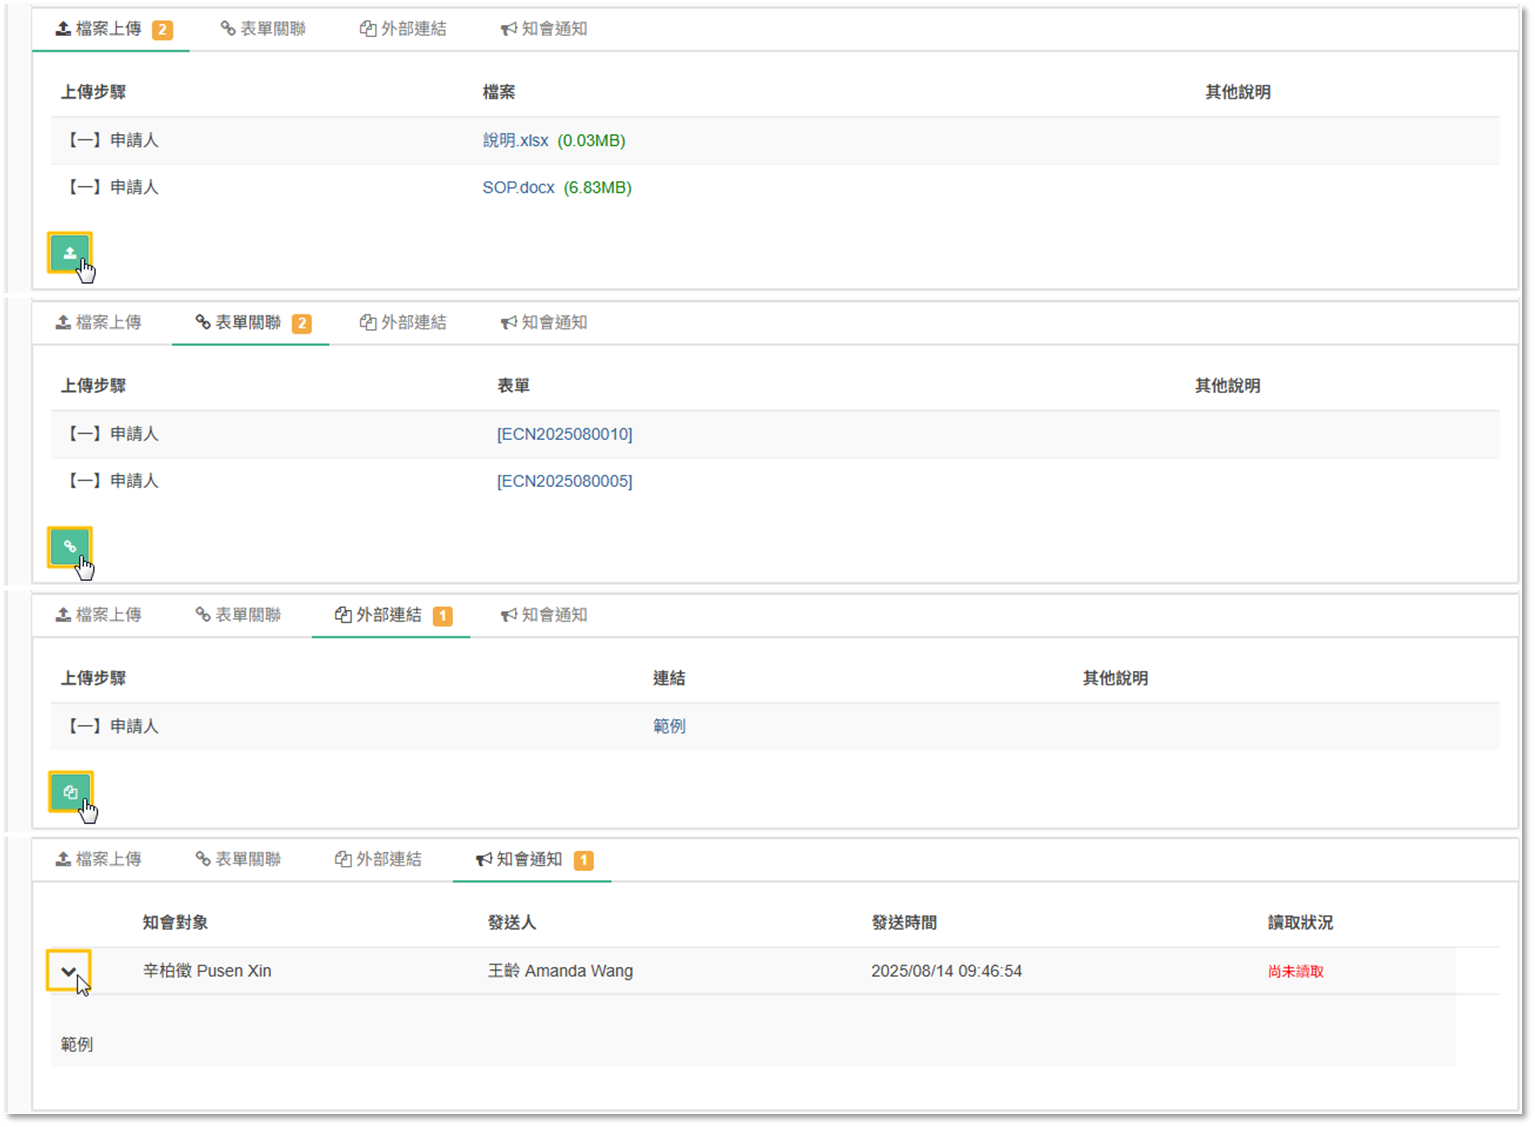 檔案上傳 2 表單關聯 外部連結 知會通知
上傳步驟 檔案 其他說明
【一】申請人 說明.xlsx (0.03MB)
【一】申請人 SOP.docx (6.83MB)
檔案上傳 表單關聯 2 外部連結 知會通知
上傳步驟 表單 其他說明
【一】申請人 [ECN2025080010]
【一】申請人 [ECN2025080005]
檔案上傳 表單關聯 外部連結 1 知會通知
上傳步驟 連結 其他說明
【一】申請人 範例
檔案上傳 表單關聯 外部連結 知會通知 1
知會對象 發送人 發送時間 讀取狀況
辛柏徵 Pusen Xin 王齡 Amanda Wang 2025/08/14 09:46:54 尚未讀取
範例